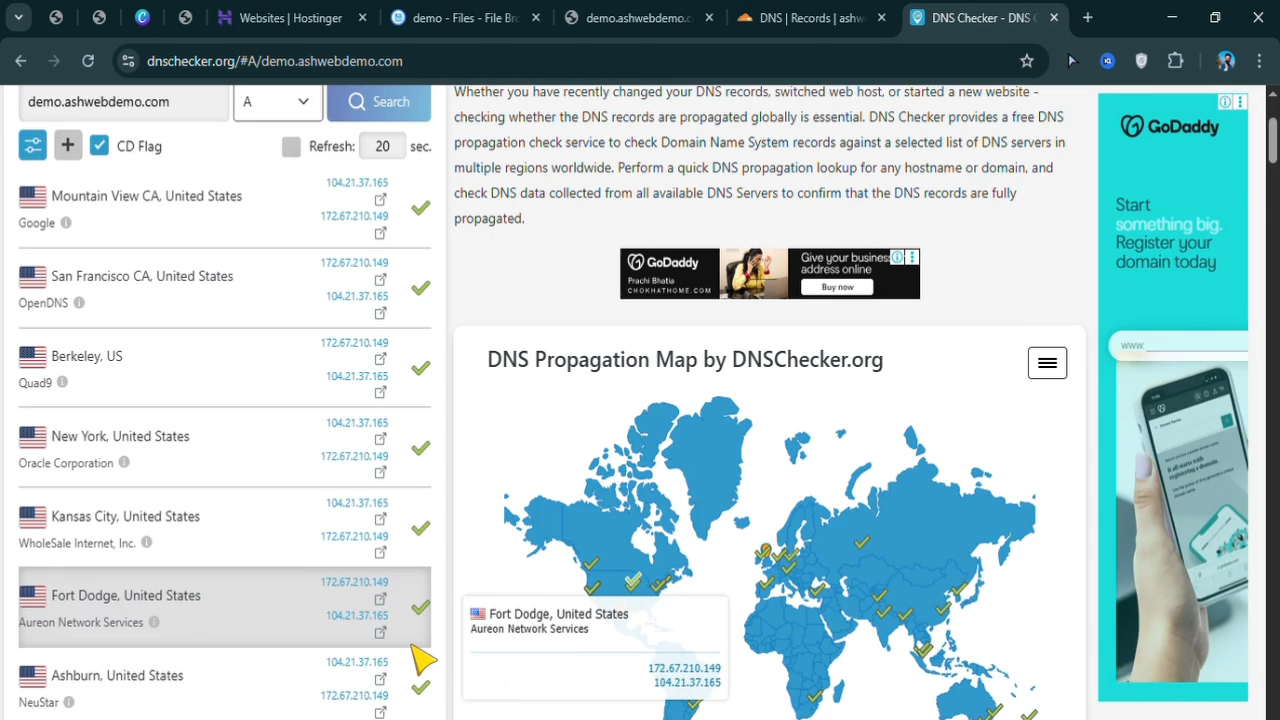 Websites | Hostinger
demo - Files - File Bro
demo.ashwebdemo.co
DNS | Records | ashw
DNS Checker - DNS C
dnschecker.org/#A/demo.ashwebdemo.com
demo.ashwebdemo.com
A
Search
CD Flag
Refresh:
20
sec.
Mountain View CA, United States
Google
104.21.37.165
172.67.210.149
San Francisco CA, United States
OpenDNS
172.67.210.149
104.21.37.165
Berkeley, US
Quad9
172.67.210.149
104.21.37.165
New York, United States
Oracle Corporation
104.21.37.165
172.67.210.149
Kansas City, United States
WholeSale Internet, Inc.
104.21.37.165
172.67.210.149
Fort Dodge, United States
Aureon Network Services
172.67.210.149
104.21.37.165
Ashburn, United States
NeuStar
104.21.37.165
172.67.210.149
Whether you have recently changed your DNS records, switched web host, or started a new website -
checking whether the DNS records are propagated globally is essential. DNS Checker provides a free DNS
propagation check service to check Domain Name System records against a selected list of DNS servers in
multiple regions worldwide. Perform a quick DNS propagation lookup for any hostname or domain, and
check DNS data collected from all available DNS Servers to confirm that the DNS records are fully
propagated.
GoDaddy
Prachi Bhatia
CHOKHATHOME.COM
Give your business
address online
Buy now
DNS Propagation Map by DNSChecker.org
Fort Dodge, United States
Aureon Network Services
172.67.210.149
104.21.37.165
GoDaddy
Start
something big.
Register your
domain today
www.